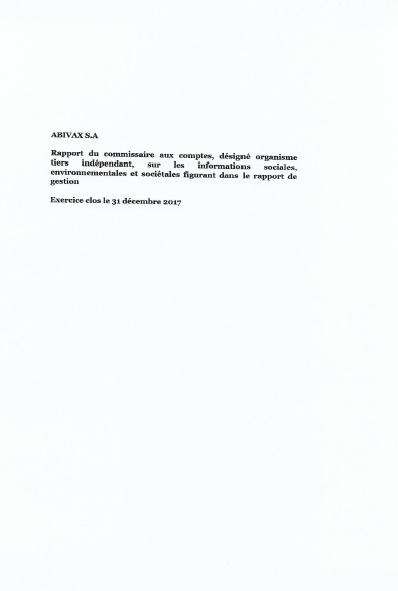 ABIVAX S.A
Rapport du commissaire aux comptes, désigné organisme
tiers indépendant, sur les informations sociales,
environnementales et sociétales figurant dans le rapport de
gestion
Exercice clos le 31 décembre 2017